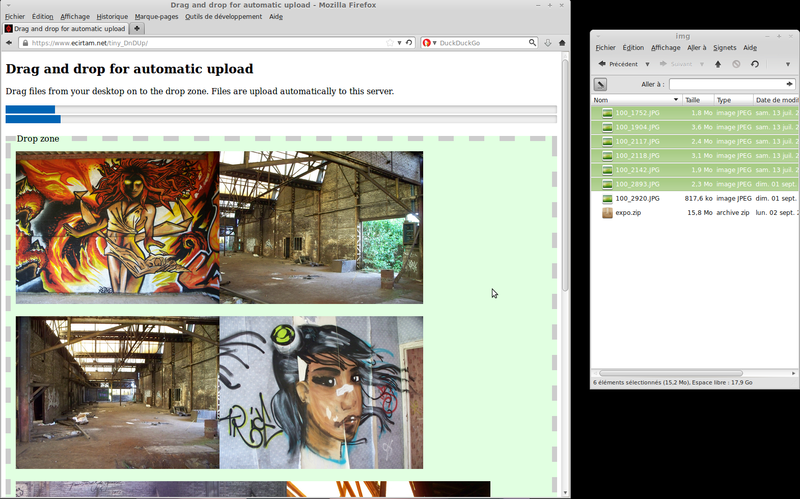 Drag and drop for automatic upload - Mozilla Firefox
Fichier Édition Affichage Historique Marque-pages Outils de développement Aide
Drag and drop for automatic upload
https://www.ecirtam.net/tiny_DnDUp/
DuckDuckGo
Drag and drop for automatic upload
Drag files from your desktop on to the drop zone. Files are upload automatically to this server.
Drop zone
img
Fichier Édition Affichage Aller à Signets Aide
Précédent Suivant
Aller à :
Nom Taille Type Date de modi
100_1752.JPG 1,8 Mo image JPEG sam. 13 juil. 2
100_1904.JPG 3,6 Mo image JPEG sam. 13 juil. 2
100_2117.JPG 2,4 Mo image JPEG sam. 13 juil. 2
100_2118.JPG 3,1 Mo image JPEG sam. 13 juil. 2
100_2142.JPG 1,9 Mo image JPEG sam. 13 juil. 2
100_2893.JPG 2,3 Mo image JPEG dim. 01 sept.
100_2920.JPG 817,6 ko image JPEG dim. 01 sept.
expo.zip 15,8 Mo archive zip lun. 02 sept. 2
6 éléments sélectionnés (15,2 Mo), Espace libre : 17,9 Go